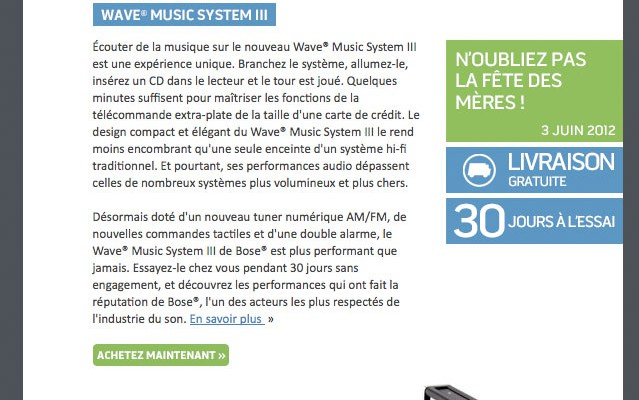 WAVE® MUSIC SYSTEM III
Écouter de la musique sur le nouveau Wave® Music System III
est une expérience unique. Branchez le système, allumez-le,
insérez un CD dans le lecteur et le tour est joué. Quelques
minutes suffisent pour maîtriser les fonctions de la
télécommande extra-plate de la taille d'une carte de crédit. Le
design compact et élégant du Wave® Music System III le rend
moins encombrant qu'une seule enceinte d'un système hi-fi
traditionnel. Et pourtant, ses performances audio dépassent
celles de nombreux systèmes plus volumineux et plus chers.
Désormais doté d'un nouveau tuner numérique AM/FM, de
nouvelles commandes tactiles et d'une double alarme, le
Wave® Music System III de Bose® est plus performant que
jamais. Essayez-le chez vous pendant 30 jours sans
engagement, et découvrez les performances qui ont fait la
réputation de Bose®, l'un des acteurs les plus respectés de
l'industrie du son. En savoir plus »
ACHETEZ MAINTENANT »
N'OUBLIEZ PAS
LA FÊTE DES
MÈRES !
3 JUIN 2012
LIVRAISON
GRATUITE
30 JOURS À L'ESSAI